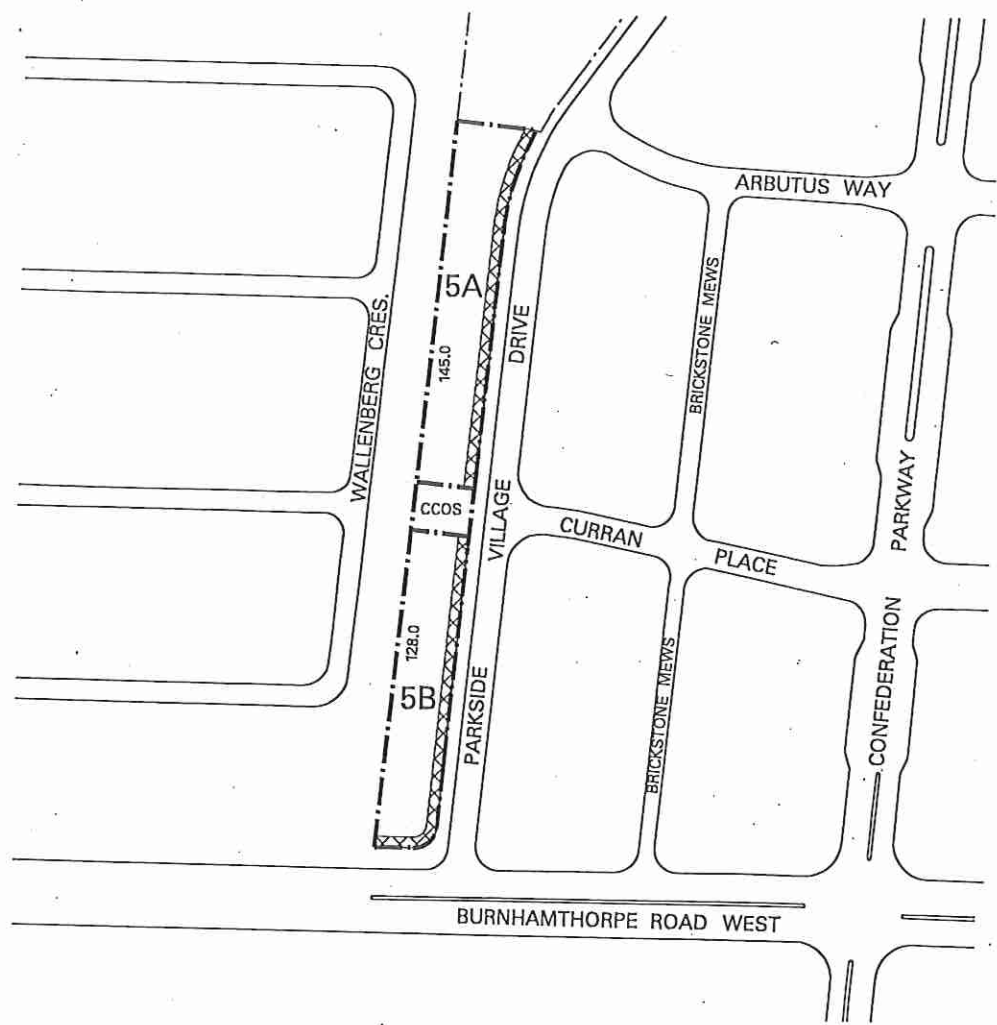 ARBUTUS WAY
BRICKSTONE MEWS
5A
DRIVE
145.0
WALLENBERG CRES.
CCOS
VILLAGE
CURRAN
PLACE
PARKWAY
128.0
5B
PARKSIDE
BRICKSTONE MEWS
CONFEDERATION
BURNHAMTHORPE ROAD WEST